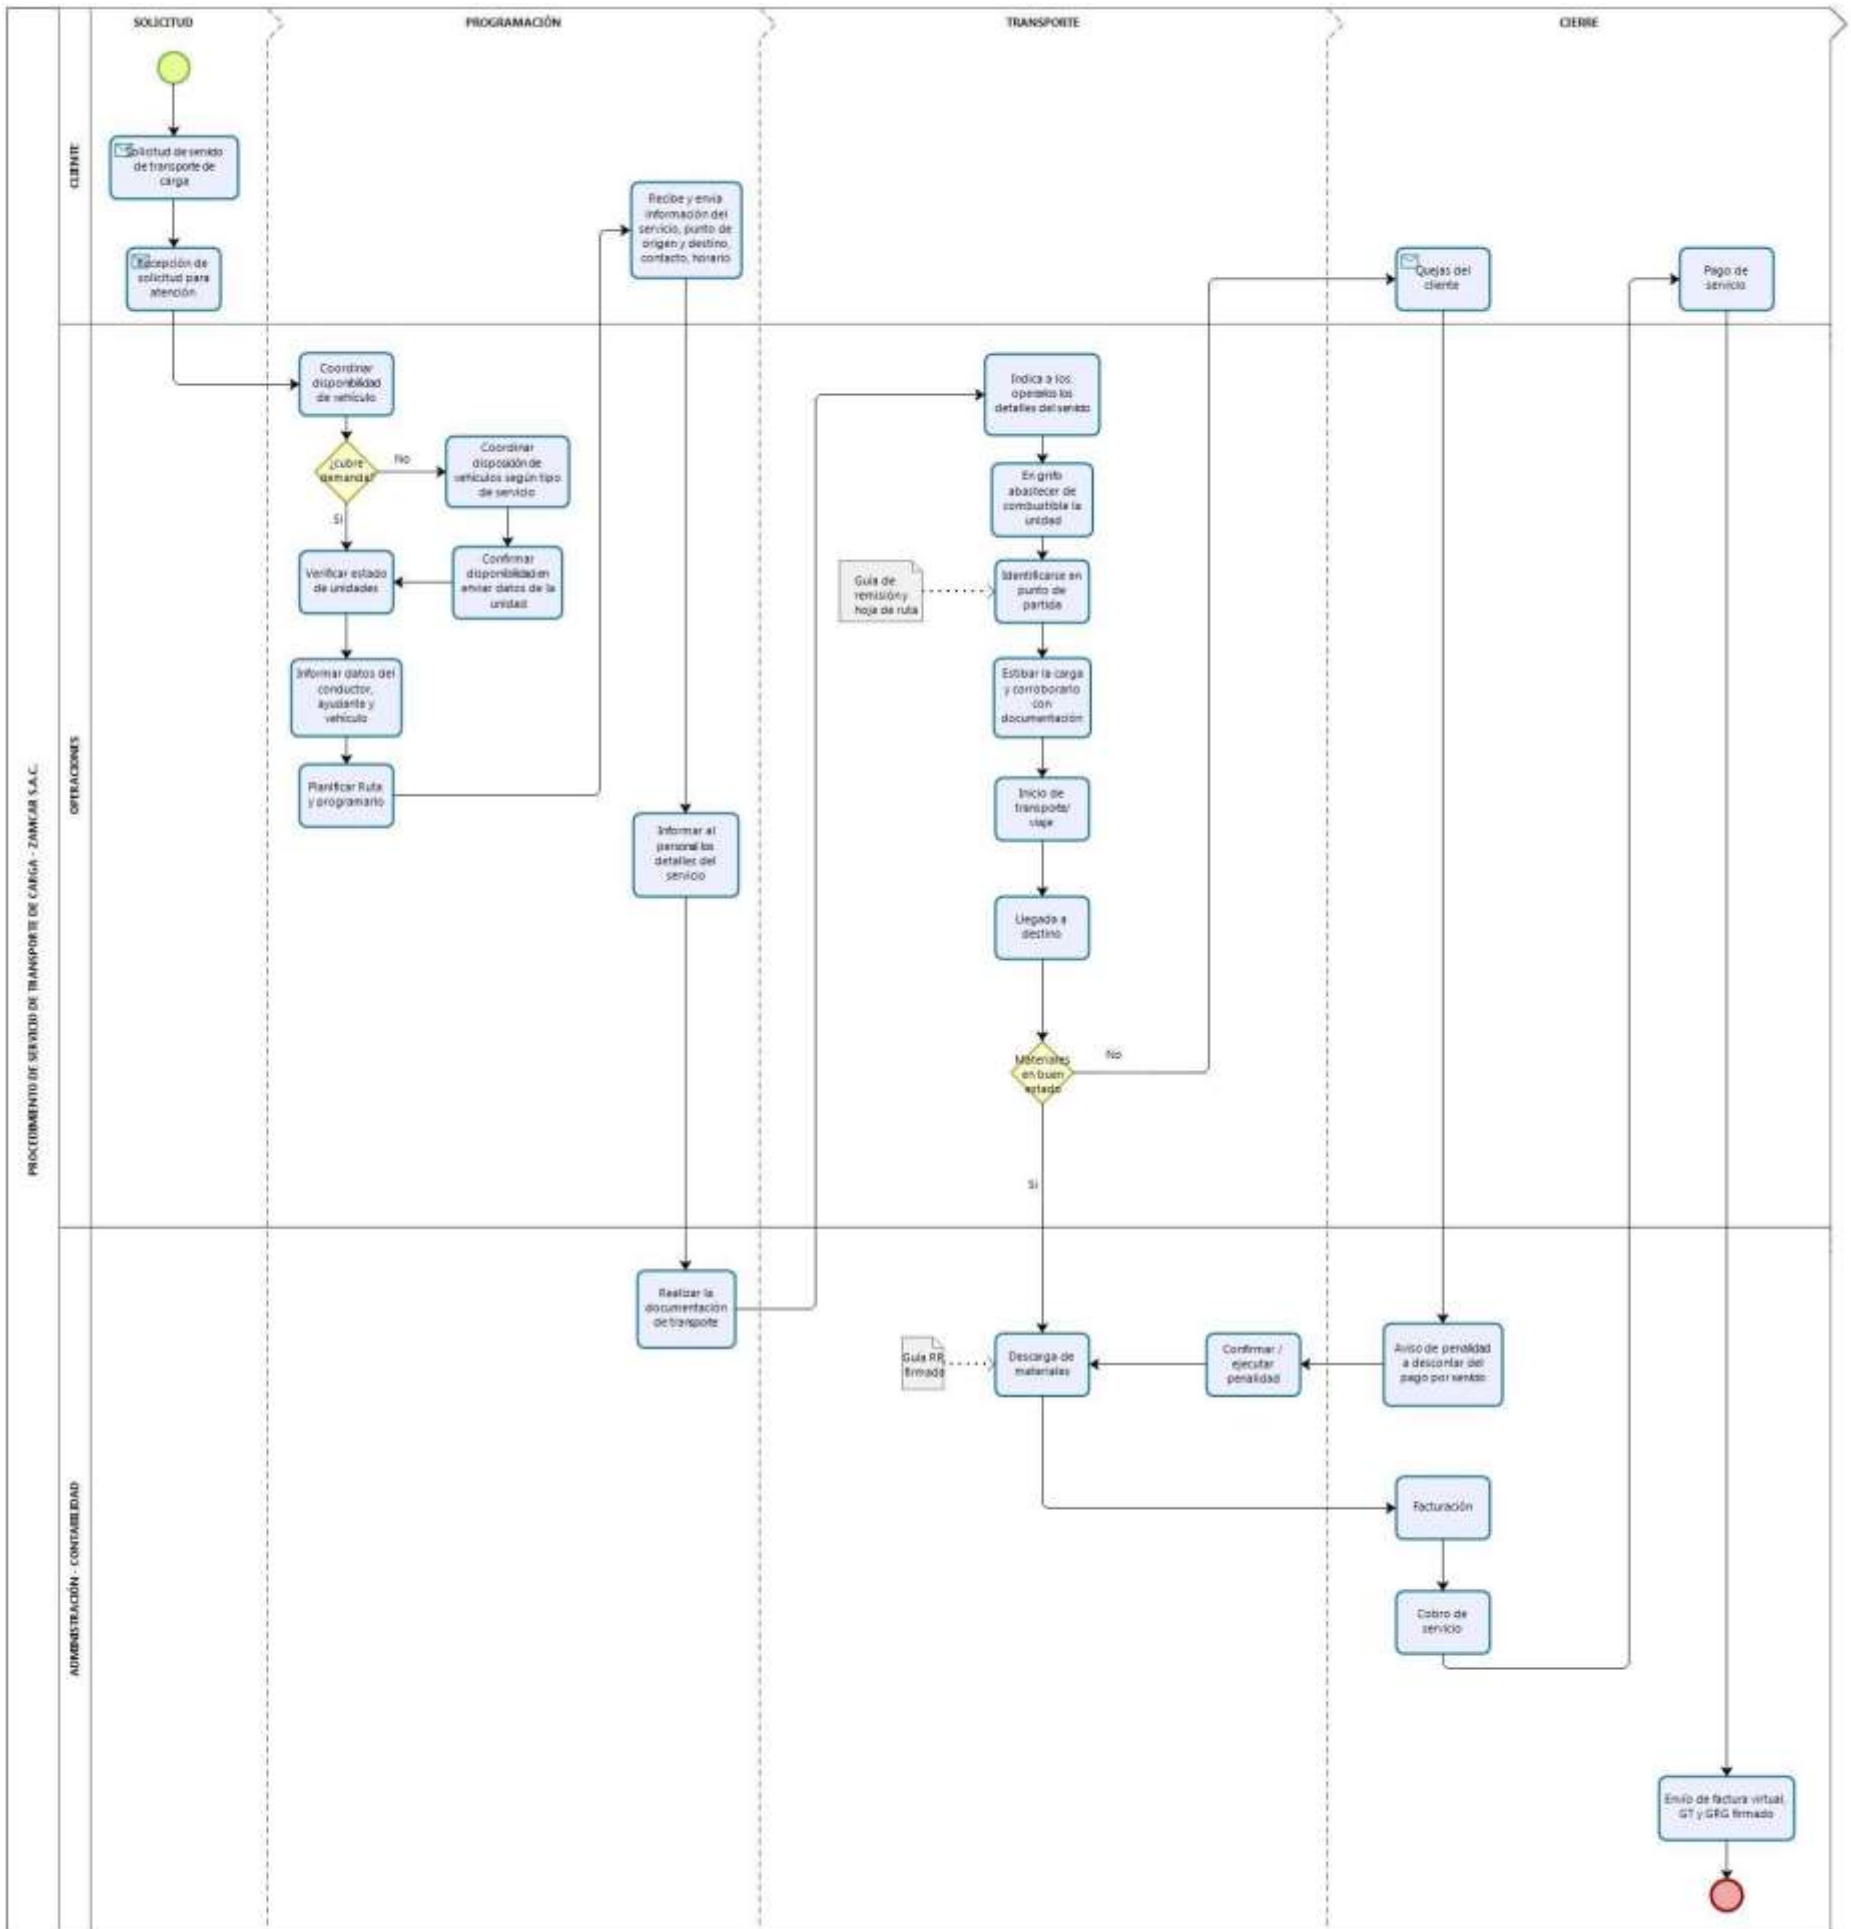 SOLICITUD
PROGRAMACIÓN
TRANSPORTE
CIERRE
PROCEDIMIENTO DE SERVICIO DE TRANSPORTE DE CARGA - ZAMCAR S.A.C.
CLIENTE
Solicitud de servicio
de transporte de
carga
Recepción de
solicitud para
atención
Recibe y envia
información del
servicio, punto de
origen y destino,
contacto, horario
Quejas del
cliente
Pago de
servicio
OPERACIONES
Coordinar
disponibilidad
de vehículo
¿cubre
demanda?
No
Si
Coordinar
disposición de
vehículos según tipo
de servicio
Confirmar
disponibilidad en
enviar datos de la
unidad
Verificar estado
de unidades
Informar datos del
conductor,
ayudante y
vehículo
Planificar Ruta
y programarlo
Informar al
personal los
detalles del
servicio
Indica a los
operarios los
detalles del servicio
En grifo
abastecer de
combustible la
unidad
Guía de
remisión y
hoja de ruta
Identificarse en
punto de
partida
Estibar la carga
y corroborarlo
con
documentación
Inicio de
transporte/
viaje
Llegada a
destino
Materiales
en buen
estado
No
Si
ADMINISTRACIÓN - CONTABILIDAD
Realizar la
documentación
de transporte
Guía RR
firmado
Descarga de
materiales
Confirmar /
ejecutar
penalidad
Aviso de penalidad
a descontar del
pago por servicio
Facturación
Cobro de
servicio
Envío de factura virtual,
GT y GRG firmado